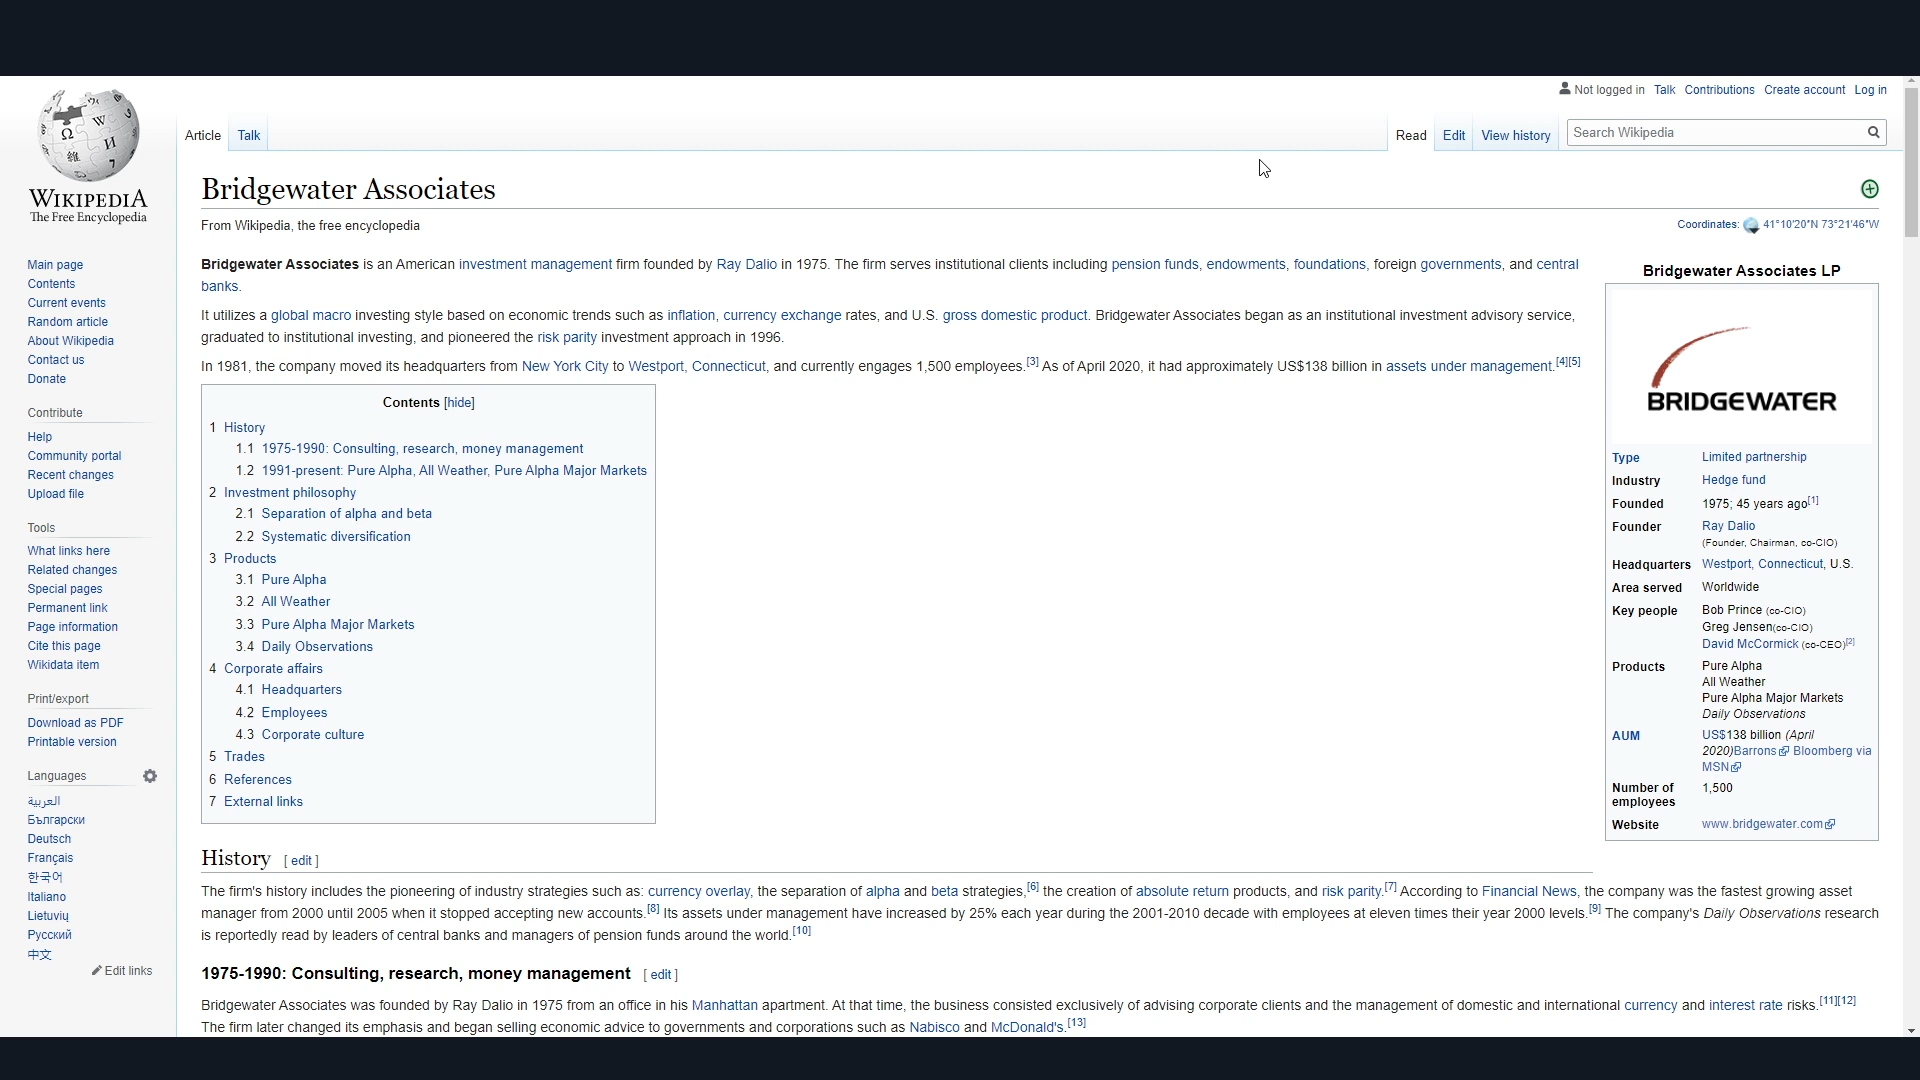 Not logged in Talk Contributions Create account Log in
Article Talk Read Edit View history Search Wikipedia
WIKIPEDIA
The Free Encyclopedia
Main page
Contents
Current events
Random article
About Wikipedia
Contact us
Donate
Contribute
Help
Community portal
Recent changes
Upload file
Tools
What links here
Related changes
Special pages
Permanent link
Page information
Cite this page
Wikidata item
Print/export
Download as PDF
Printable version
Languages
العربية
Български
Deutsch
Français
한국어
Italiano
Lietuvių
Русский
中文
Edit links
Bridgewater Associates
From Wikipedia, the free encyclopedia
Coordinates: 41°10′20″N 73°21′46″W
Bridgewater Associates is an American investment management firm founded by Ray Dalio in 1975. The firm serves institutional clients including pension funds, endowments, foundations, foreign governments, and central
banks.
It utilizes a global macro investing style based on economic trends such as inflation, currency exchange rates, and U.S. gross domestic product. Bridgewater Associates began as an institutional investment advisory service,
graduated to institutional investing, and pioneered the risk parity investment approach in 1996.
In 1981, the company moved its headquarters from New York City to Westport, Connecticut, and currently engages 1,500 employees.[3] As of April 2020, it had approximately US$138 billion in assets under management.[4][5]
Contents [hide]
1 History
1.1 1975-1990: Consulting, research, money management
1.2 1991-present: Pure Alpha, All Weather, Pure Alpha Major Markets
2 Investment philosophy
2.1 Separation of alpha and beta
2.2 Systematic diversification
3 Products
3.1 Pure Alpha
3.2 All Weather
3.3 Pure Alpha Major Markets
3.4 Daily Observations
4 Corporate affairs
4.1 Headquarters
4.2 Employees
4.3 Corporate culture
5 Trades
6 References
7 External links
Bridgewater Associates LP
BRIDGEWATER
Type Limited partnership
Industry Hedge fund
Founded 1975; 45 years ago[1]
Founder Ray Dalio
(Founder, Chairman, co-CIO)
Headquarters Westport, Connecticut, U.S.
Area served Worldwide
Key people Bob Prince (co-CIO)
Greg Jensen(co-CIO)
David McCormick (co-CEO)[2]
Products Pure Alpha
All Weather
Pure Alpha Major Markets
Daily Observations
AUM US$138 billion (April
2020)Barrons Bloomberg via
MSN
Number of 1,500
employees
Website www.bridgewater.com
History [ edit ]
The firm's history includes the pioneering of industry strategies such as: currency overlay, the separation of alpha and beta strategies,[6] the creation of absolute return products, and risk parity.[7] According to Financial News, the company was the fastest growing asset
manager from 2000 until 2005 when it stopped accepting new accounts.[8] Its assets under management have increased by 25% each year during the 2001-2010 decade with employees at eleven times their year 2000 levels.[9] The company's Daily Observations research
is reportedly read by leaders of central banks and managers of pension funds around the world.[10]
1975-1990: Consulting, research, money management [ edit ]
Bridgewater Associates was founded by Ray Dalio in 1975 from an office in his Manhattan apartment. At that time, the business consisted exclusively of advising corporate clients and the management of domestic and international currency and interest rate risks.[11][12]
The firm later changed its emphasis and began selling economic advice to governments and corporations such as Nabisco and McDonald's.[13]